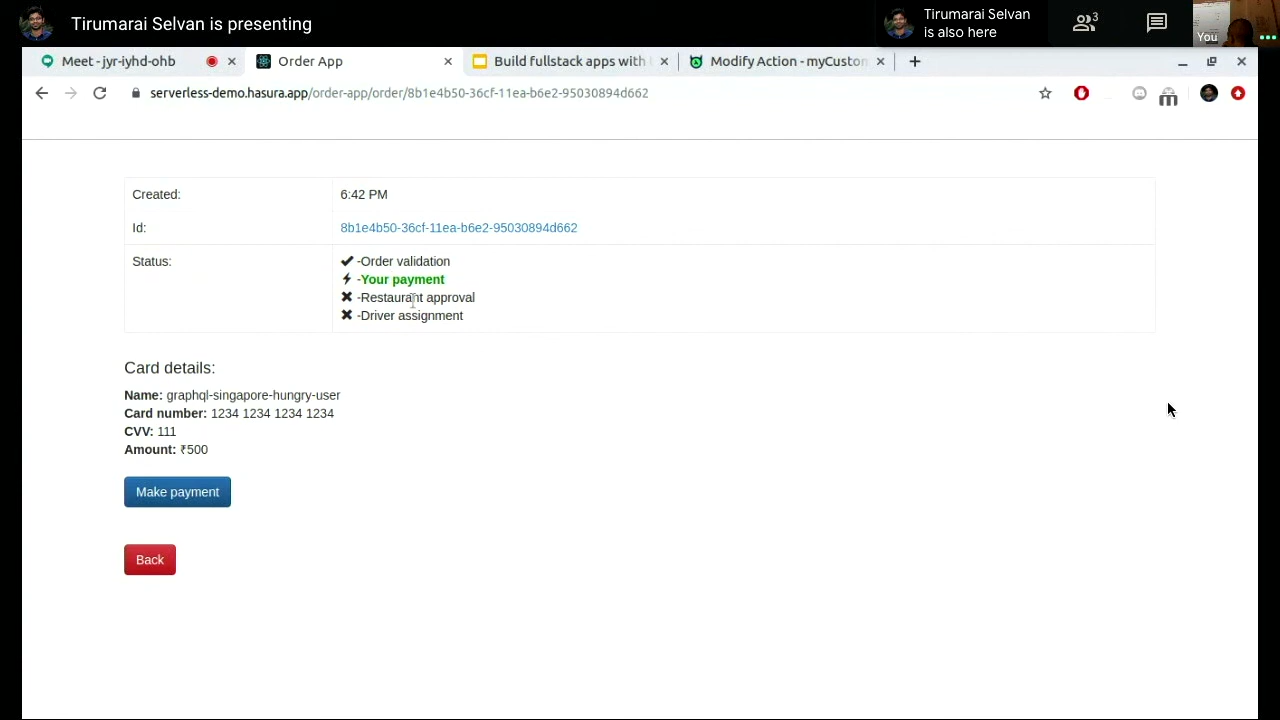 Tirumarai Selvan is presenting
Tirumarai Selvan
is also here
3
You
Meet - jyr-iyhd-ohb
Order App
Build fullstack apps with
Modify Action - myCustom
serverless-demo.hasura.app/order-app/order/8b1e4b50-36cf-11ea-b6e2-95030894d662
Created: 6:42 PM
Id: 8b1e4b50-36cf-11ea-b6e2-95030894d662
Status: -Order validation
-Your payment
-Restaurant approval
-Driver assignment
Card details:
Name: graphql-singapore-hungry-user
Card number: 1234 1234 1234 1234
CVV: 111
Amount: ₹500
Make payment
Back